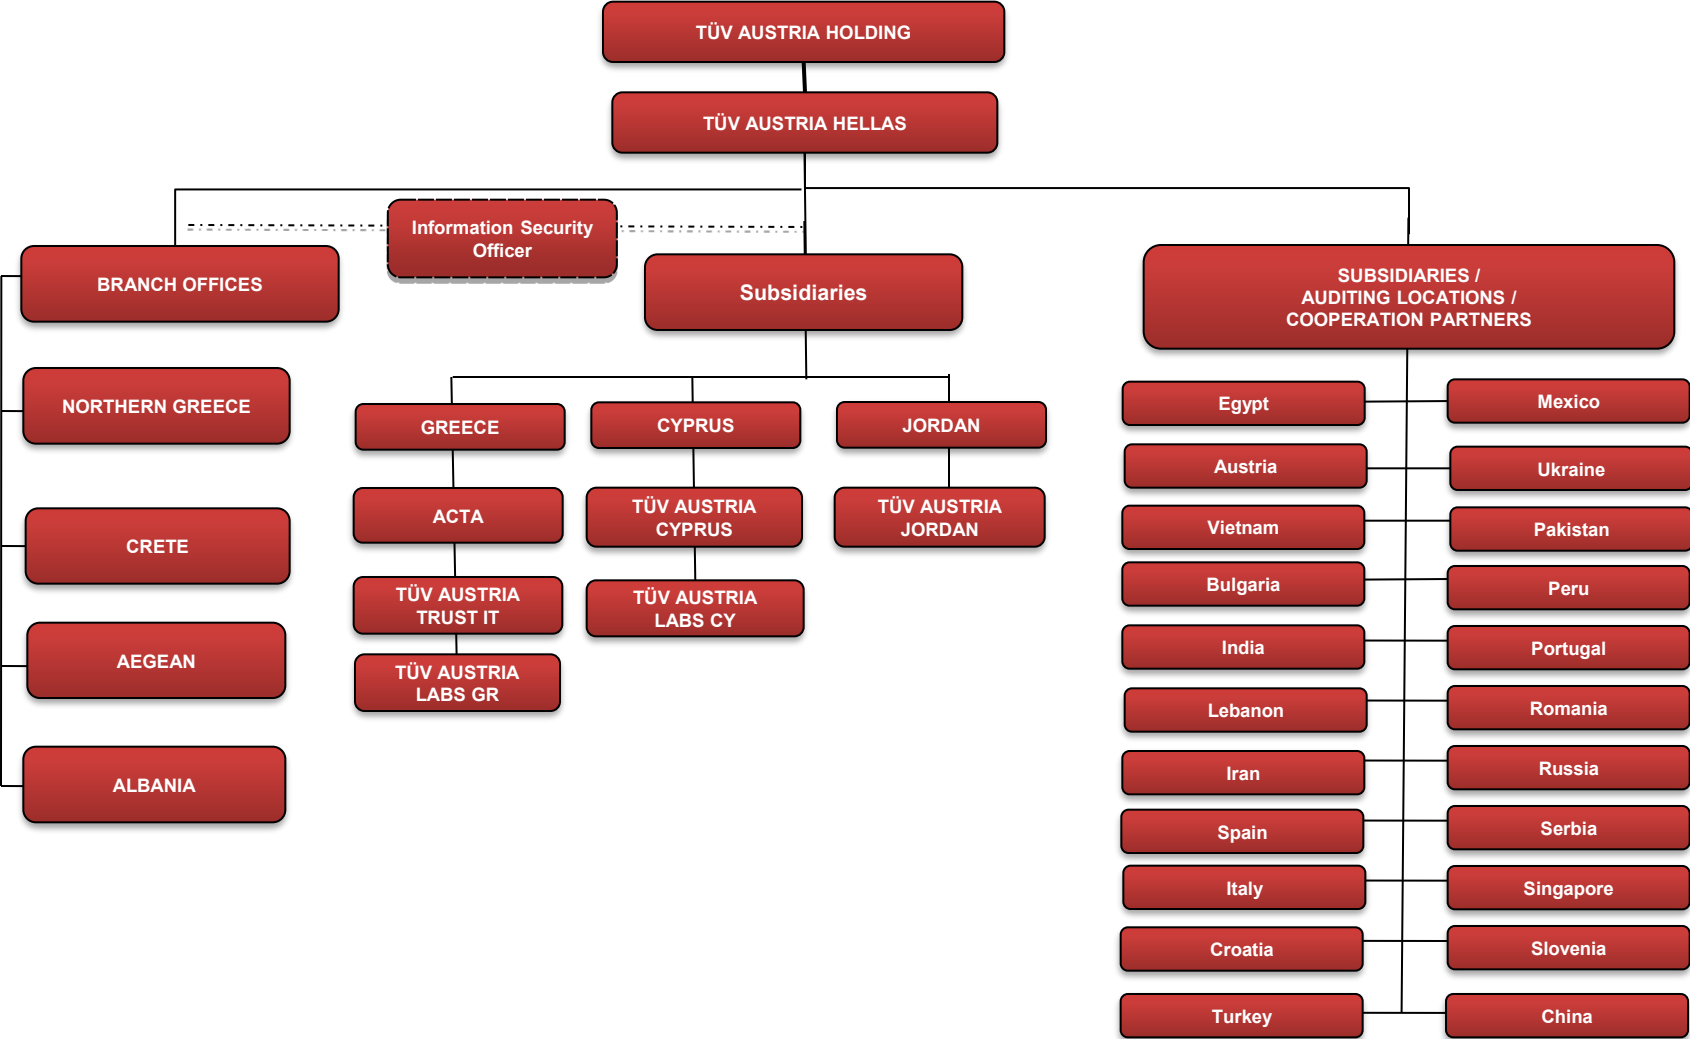 TÜV AUSTRIA HOLDING
TÜV AUSTRIA HELLAS
Information Security
Officer
BRANCH OFFICES
NORTHERN GREECE
CRETE
AEGEAN
ALBANIA
Subsidiaries
GREECE
ACTA
TÜV AUSTRIA
TRUST IT
TÜV AUSTRIA
LABS GR
CYPRUS
TÜV AUSTRIA
CYPRUS
TÜV AUSTRIA
LABS CY
JORDAN
TÜV AUSTRIA
JORDAN
SUBSIDIARIES /
AUDITING LOCATIONS /
COOPERATION PARTNERS
Egypt
Mexico
Austria
Ukraine
Vietnam
Pakistan
Bulgaria
Peru
India
Portugal
Lebanon
Romania
Iran
Russia
Spain
Serbia
Italy
Singapore
Croatia
Slovenia
Turkey
China